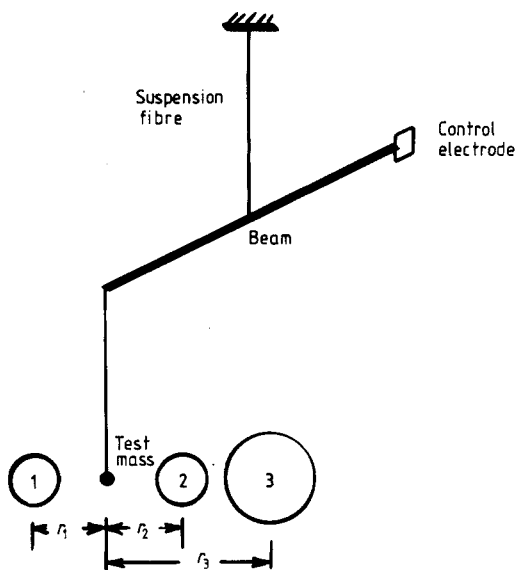 Suspension
fibre
Control
electrode
Beam
Test
mass
1
2
3
r₁
r₂
r₃